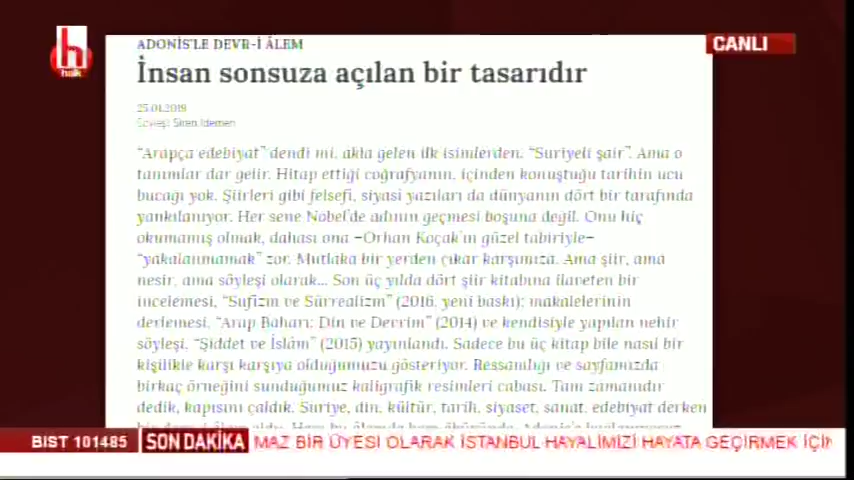 ADONİS'LE DEVR-İ ÂLEM
h
halk
CANLI
İnsan sonsuza açılan bir tasarıdır
25.01.2019
Söyleşi: Siren İdemen
"Arapça edebiyat" dendi mi, akla gelen ilk isimlerden. "Suriyeli şair". Ama o
tanımlar dar gelir. Hitap ettiği coğrafyanın, içinden konuştuğu tarihin ucu
bucağı yok. Şiirleri gibi felsefi, siyasi yazıları da dünyanın dört bir tarafında
yankılanıyor. Her sene Nobel'de adının geçmesi boşuna değil. Onu hiç
okumamış olmak, dahası ona –Orhan Koçak'ın güzel tabiriyle–
"yakalanmamak" zor. Mutlaka bir yerden çıkar karşınıza. Ama şiir, ama
nesir, ama söyleşi olarak... Son üç yılda dört şiir kitabına ilaveten bir
incelemesi, "Sufizm ve Sürrealizm" (2016, yeni baskı); makalelerinin
derlemesi, "Arap Baharı: Din ve Devrim" (2014) ve kendisiyle yapılan nehir
söyleşi, "Şiddet ve İslâm" (2015) yayınlandı. Sadece bu üç kitap bile nasıl bir
kişilikle karşı karşıya olduğumuzu gösteriyor. Ressamlığı ve sayfamızda
birkaç örneğini sunduğumuz kaligrafik resimleri cabası. Tam zamanıdır
dedik, kapısını çaldık. Suriye, din, kültür, tarih, siyaset, sanat, edebiyat derken
BIST 101485 SON DAKİKA MAZ BİR ÜYESİ OLARAK İSTANBUL HAYALİMİZİ HAYATA GEÇİRMEK İÇİN